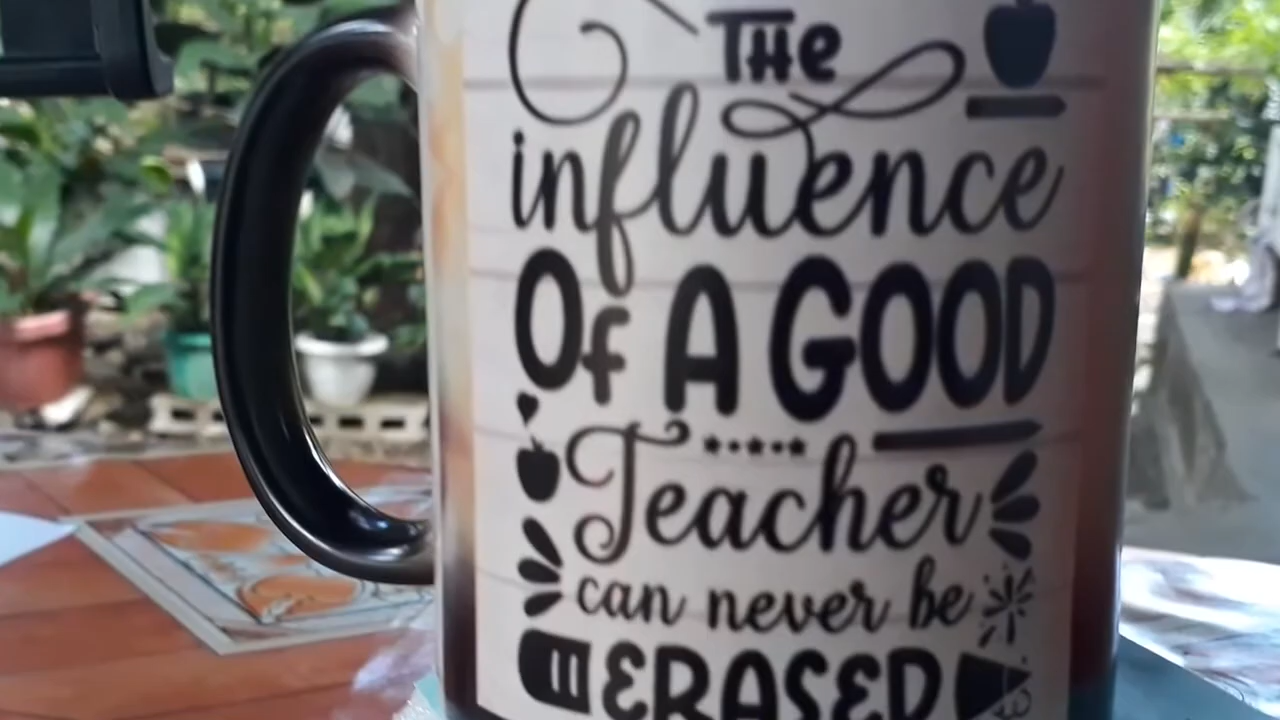 THe
influence
Of A GOOD
Teacher
can never be
ERASED